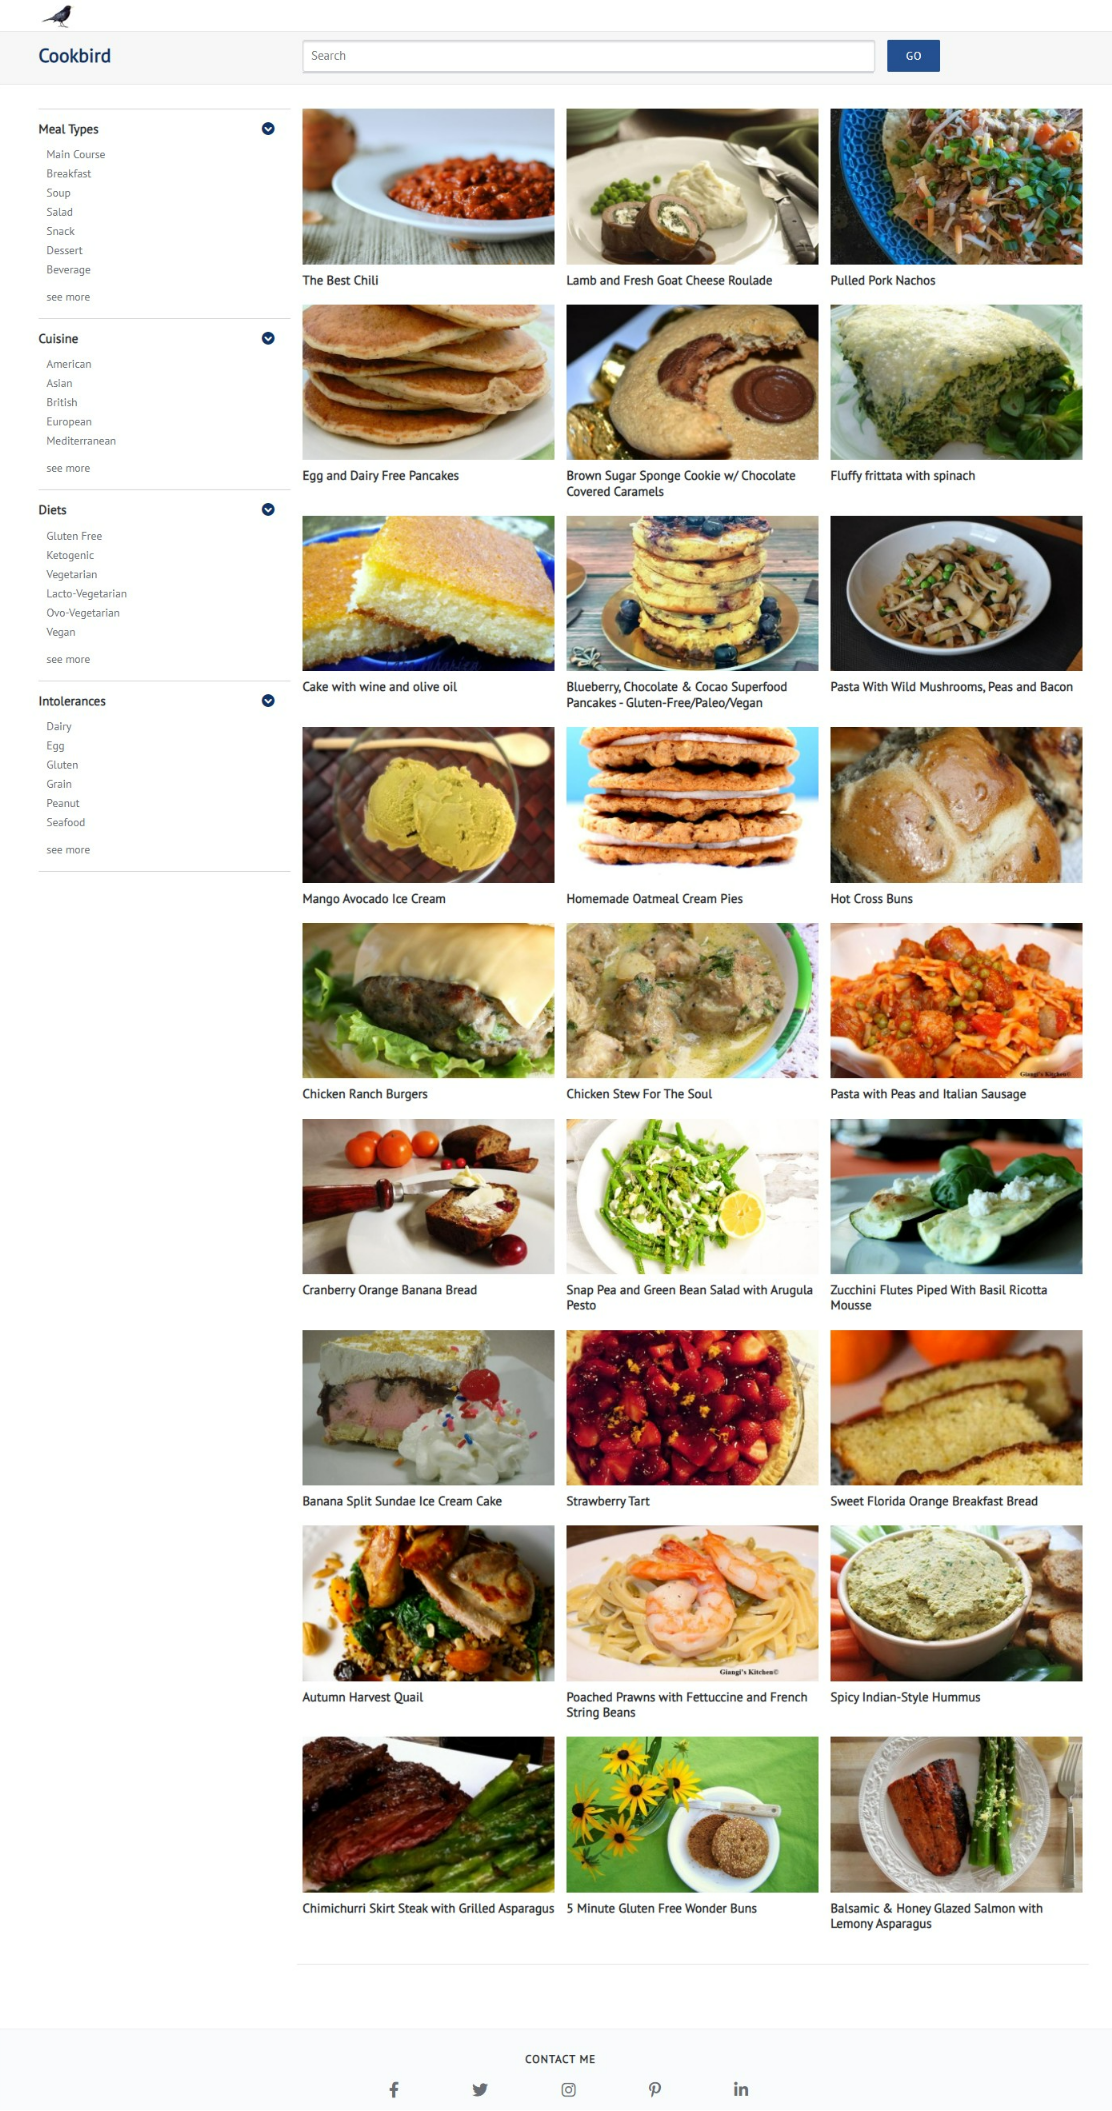 Cookbird
Search
GO
Meal Types
Main Course
Breakfast
Soup
Salad
Snack
Dessert
Beverage
see more
Cuisine
American
Asian
British
European
Mediterranean
see more
Diets
Gluten Free
Ketogenic
Vegetarian
Lacto-Vegetarian
Ovo-Vegetarian
Vegan
see more
Intolerances
Dairy
Egg
Gluten
Grain
Peanut
Seafood
see more
The Best Chili
Lamb and Fresh Goat Cheese Roulade
Pulled Pork Nachos
Egg and Dairy Free Pancakes
Brown Sugar Sponge Cookie w/ Chocolate
Covered Caramels
Fluffy frittata with spinach
Cake with wine and olive oil
Blueberry, Chocolate & Cocao Superfood
Pancakes - Gluten-Free/Paleo/Vegan
Pasta With Wild Mushrooms, Peas and Bacon
Mango Avocado Ice Cream
Homemade Oatmeal Cream Pies
Hot Cross Buns
Chicken Ranch Burgers
Chicken Stew For The Soul
Giangi's Kitchen©
Pasta with Peas and Italian Sausage
Cranberry Orange Banana Bread
Snap Pea and Green Bean Salad with Arugula
Pesto
Zucchini Flutes Piped With Basil Ricotta
Mousse
Banana Split Sundae Ice Cream Cake
Strawberry Tart
Sweet Florida Orange Breakfast Bread
Autumn Harvest Quail
Giangi's Kitchen©
Poached Prawns with Fettuccine and French
String Beans
Spicy Indian-Style Hummus
Chimichurri Skirt Steak with Grilled Asparagus
5 Minute Gluten Free Wonder Buns
Balsamic & Honey Glazed Salmon with
Lemony Asparagus
CONTACT ME